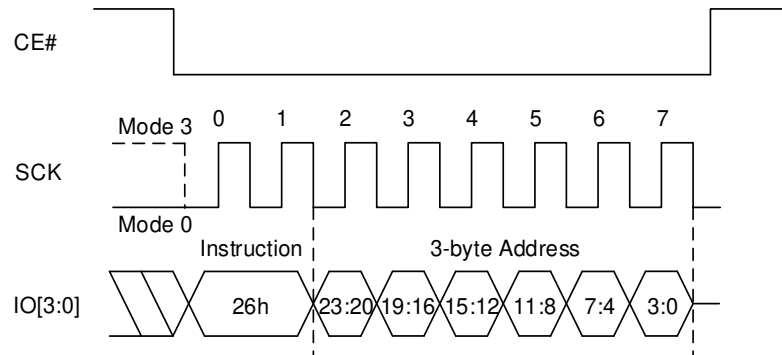 CE#
Mode 3
0 1 2 3 4 5 6 7
SCK
Mode 0
Instruction 3-byte Address
IO[3:0] 26h 23:20 19:16 15:12 11:8 7:4 3:0